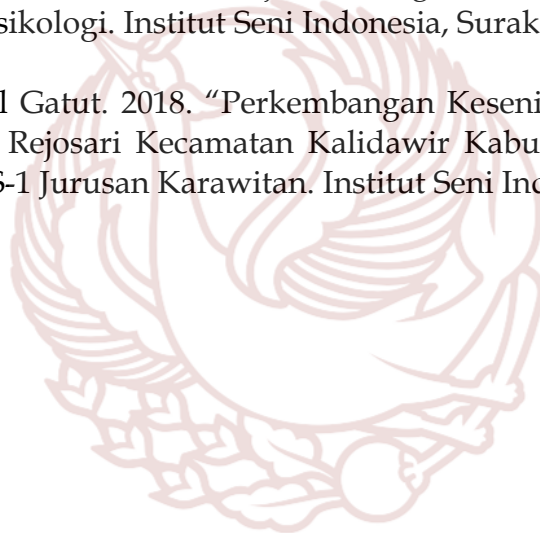 sikologi. Institut Seni Indonesia, Surak
l Gatut. 2018. “Perkembangan Keseni
Rejosari Kecamatan Kalidawir Kabu
S-1 Jurusan Karawitan. Institut Seni Ind